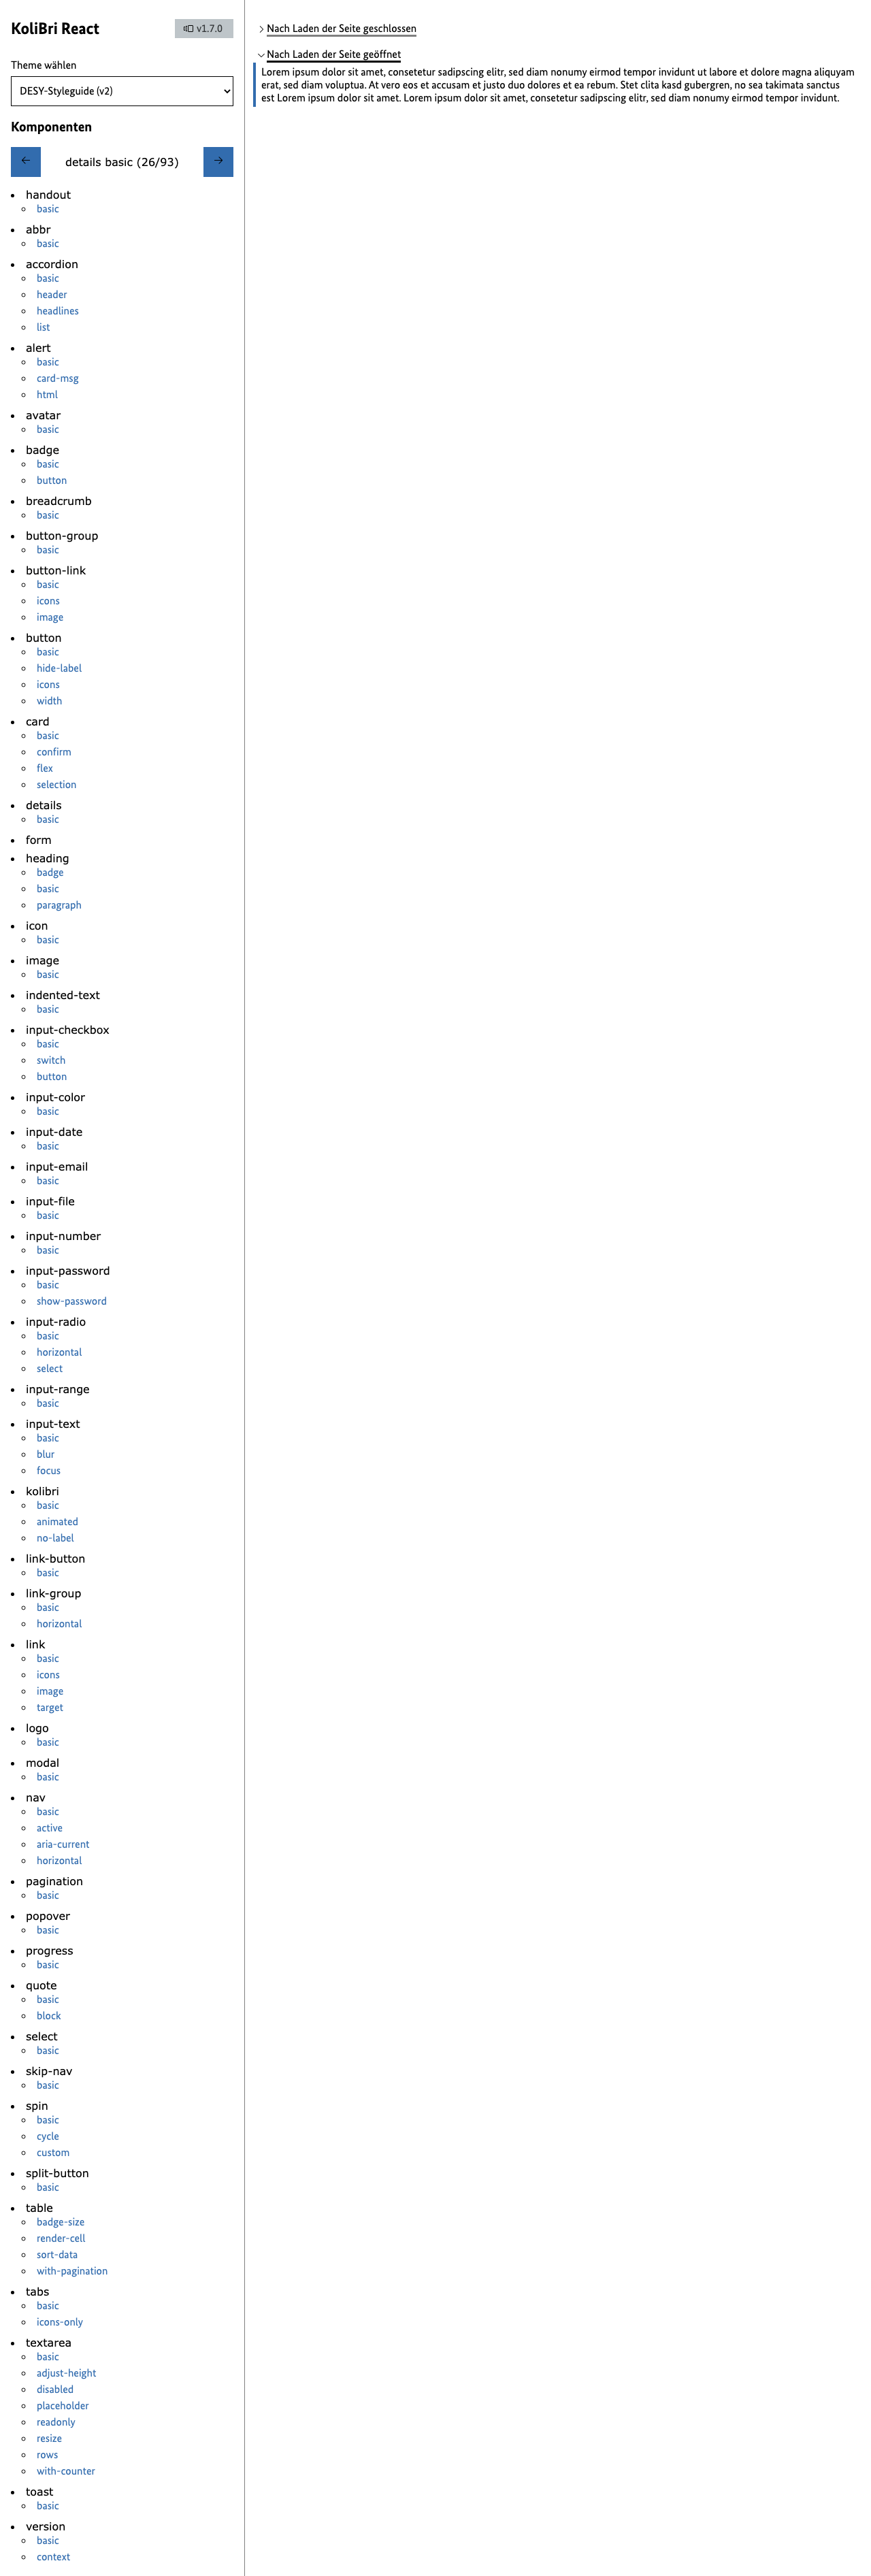 KoliBri React
v1.7.0
Theme wählen
DESY-Styleguide (v2)
Komponenten
← details basic (26/93) →
handout
basic
abbr
basic
accordion
basic
header
headlines
list
alert
basic
card-msg
html
avatar
basic
badge
basic
button
breadcrumb
basic
button-group
basic
button-link
basic
icons
image
button
basic
hide-label
icons
width
card
basic
confirm
flex
selection
details
basic
form
heading
badge
basic
paragraph
icon
basic
image
basic
indented-text
basic
input-checkbox
basic
switch
button
input-color
basic
input-date
basic
input-email
basic
input-file
basic
input-number
basic
input-password
basic
show-password
input-radio
basic
horizontal
select
input-range
basic
input-text
basic
blur
focus
kolibri
basic
animated
no-label
link-button
basic
link-group
basic
horizontal
link
basic
icons
image
target
logo
basic
modal
basic
nav
basic
active
aria-current
horizontal
pagination
basic
popover
basic
progress
basic
quote
basic
block
select
basic
skip-nav
basic
spin
basic
cycle
custom
split-button
basic
table
badge-size
render-cell
sort-data
with-pagination
tabs
basic
icons-only
textarea
basic
adjust-height
disabled
placeholder
readonly
resize
rows
with-counter
toast
basic
version
basic
context
Nach Laden der Seite geschlossen
Nach Laden der Seite geöffnet
Lorem ipsum dolor sit amet, consetetur sadipscing elitr, sed diam nonumy eirmod tempor invidunt ut labore et dolore magna aliquyam
erat, sed diam voluptua. At vero eos et accusam et justo duo dolores et ea rebum. Stet clita kasd gubergren, no sea takimata sanctus
est Lorem ipsum dolor sit amet. Lorem ipsum dolor sit amet, consetetur sadipscing elitr, sed diam nonumy eirmod tempor invidunt.